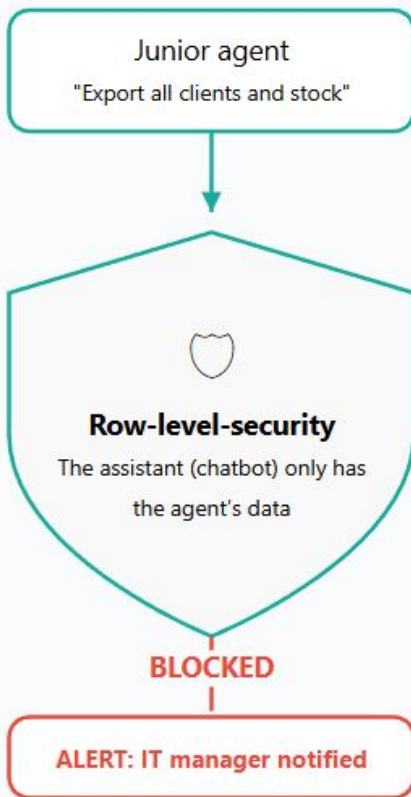 Junior agent
"Export all clients and stock"
Row-level-security
The assistant (chatbot) only has
the agent’s data
BLOCKED
ALERT: IT manager notified